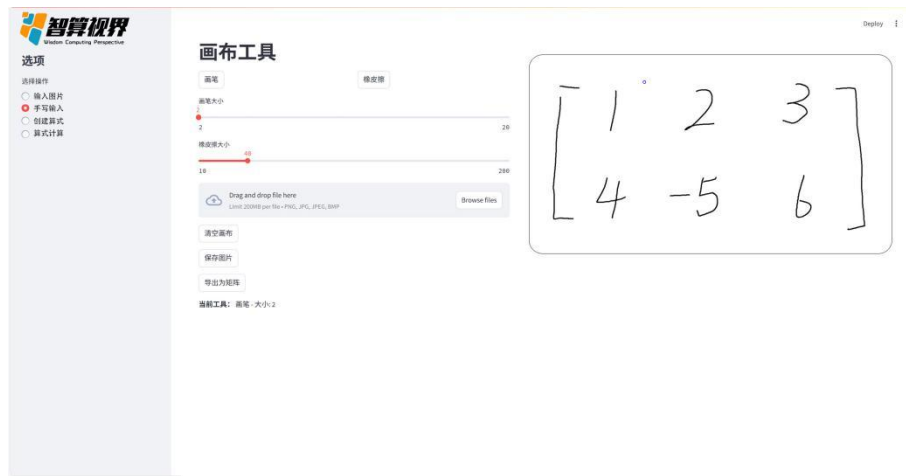 智算视界
Wisdom Computing Perspective
选项
选择操作
输入图片
手写输入
创建算式
算式计算
Deploy
画布工具
画笔
橡皮擦
画笔大小
2
2
20
橡皮擦大小
40
10
200
Drag and drop file here
Limit 200MB per file • PNG, JPG, JPEG, BMP
Browse files
清空画布
保存图片
导出为矩阵
当前工具：画笔 - 大小: 2
1 2 3
4 -5 6